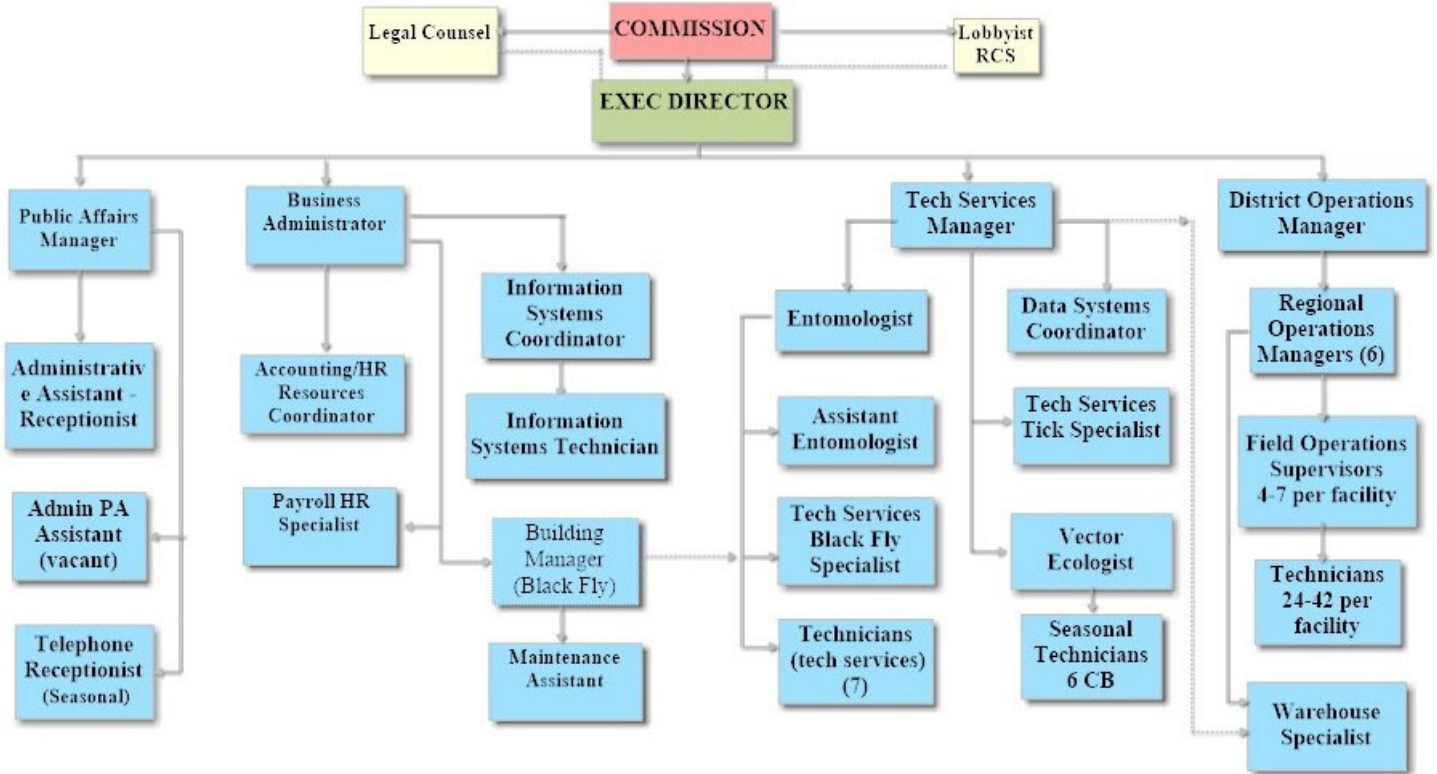 Legal Counsel
COMMISSION
Lobbyist
RCS
EXEC DIRECTOR
Public Affairs
Manager
Business
Administrator
Tech Services
Manager
District Operations
Manager
Administrativ
e Assistant -
Receptionist
Admin PA
Assistant
(vacant)
Telephone
Receptionist
(Seasonal)
Accounting/HR
Resources
Coordinator
Payroll HR
Specialist
Information
Systems
Coordinator
Information
Systems Technician
Building
Manager
(Black Fly)
Maintenance
Assistant
Entomologist
Assistant
Entomologist
Tech Services
Black Fly
Specialist
Technicians
(tech services)
(7)
Data Systems
Coordinator
Tech Services
Tick Specialist
Vector
Ecologist
Seasonal
Technicians
6 CB
Regional
Operations
Managers (6)
Field Operations
Supervisors
4-7 per facility
Technicians
24-42 per
facility
Warehouse
Specialist